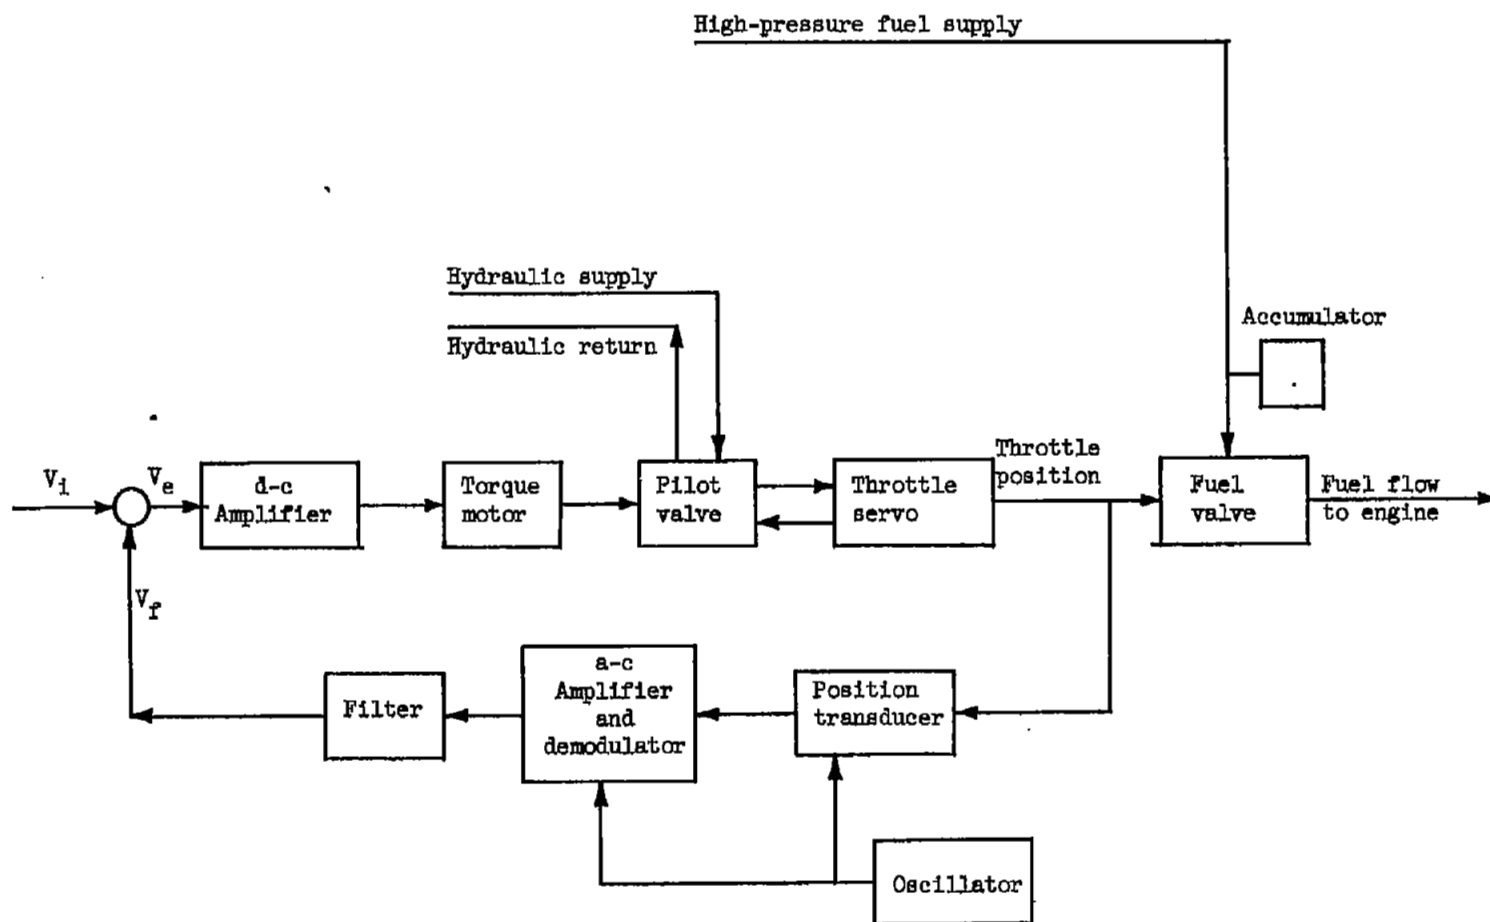 High-pressure fuel supply
Hydraulic supply
Hydraulic return
Accumulator
V_i
V_e
d-c
Amplifier
Torque
motor
Pilot
valve
Throttle
servo
Throttle
position
Fuel
valve
Fuel flow
to engine
V_f
Filter
a-c
Amplifier
and
demodulator
Position
transducer
Oscillator